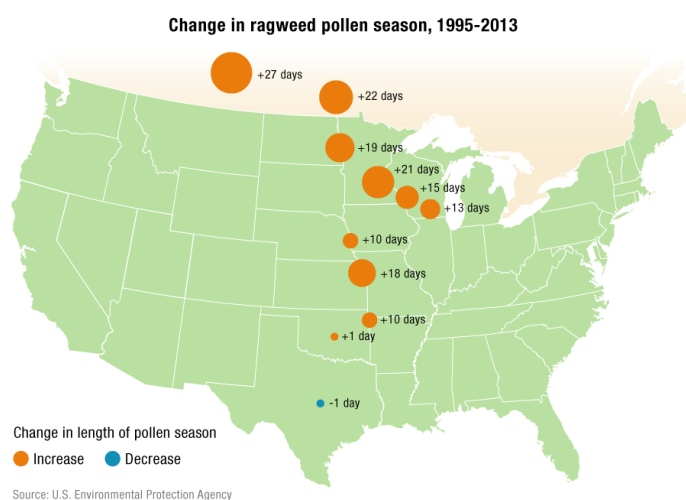 Change in ragweed pollen season, 1995-2013
+27 days
+22 days
+19 days
+21 days
+15 days
+13 days
+10 days
+18 days
+10 days
+1 day
-1 day
Change in length of pollen season
Increase Decrease
Source: U.S. Environmental Protection Agency